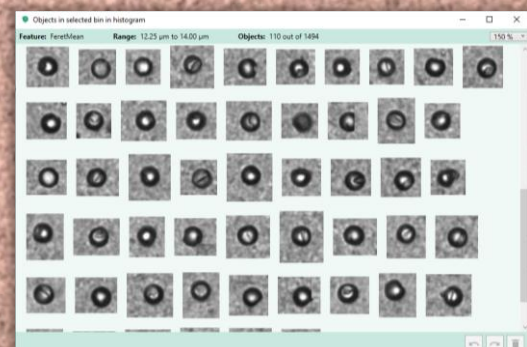 Objects in selected bin in histogram
Feature: FeretMean Range: 12.25 µm to 14.00 µm Objects: 110 out of 1494
150 %